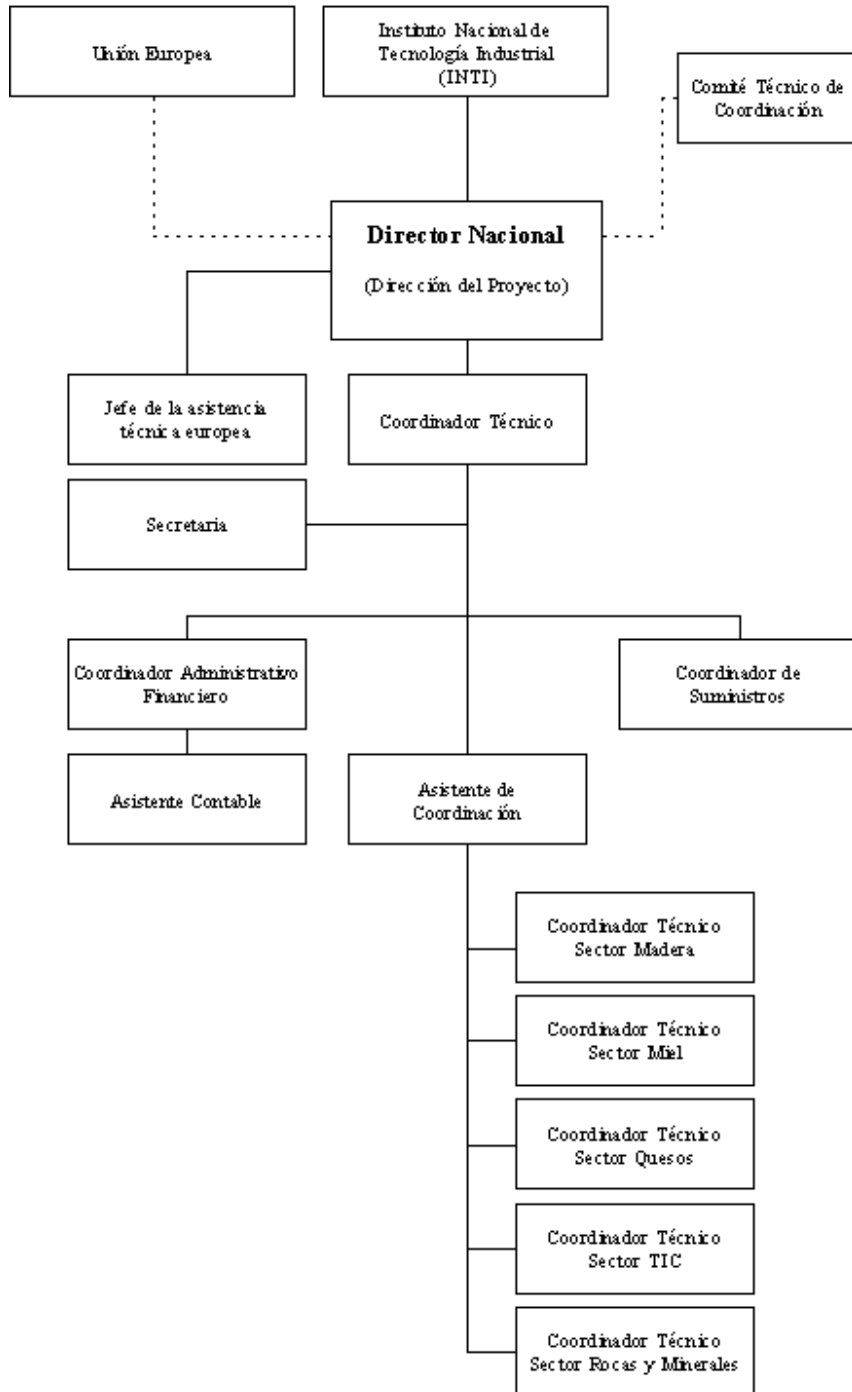 Unión Europea
Instituto Nacional de
Tecnología Industrial
(INTI)
Comité Técnico de
Coordinación
Director Nacional
(Dirección del Proyecto)
Jefe de la asistencia
técnica europea
Coordinador Técnico
Secretaria
Coordinador Administrativo
Financiero
Coordinador de
Suministros
Asistente Contable
Asistente de
Coordinación
Coordinador Técnico
Sector Madera
Coordinador Técnico
Sector Miel
Coordinador Técnico
Sector Quesos
Coordinador Técnico
Sector TIC
Coordinador Técnico
Sector Rocas y Minerales